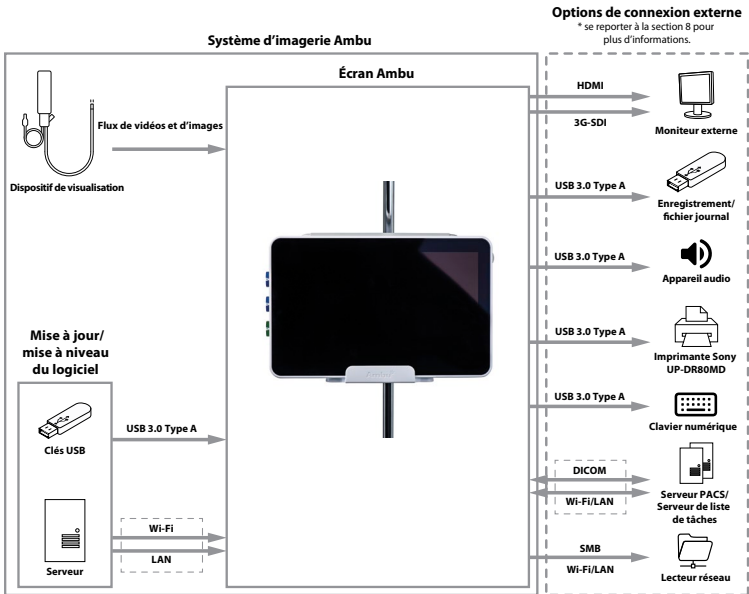 Options de connexion externe
* se reporter à la section 8 pour
plus d'informations.
Système d'imagerie Ambu
Écran Ambu
Flux de vidéos et d'images
Dispositif de visualisation
Mise à jour/
mise à niveau
du logiciel
Clés USB
USB 3.0 Type A
Serveur
Wi-Fi
LAN
HDMI
3G-SDI
Moniteur externe
USB 3.0 Type A
Enregistrement/
fichier journal
USB 3.0 Type A
Appareil audio
USB 3.0 Type A
Imprimante Sony
UP-DR80MD
USB 3.0 Type A
Clavier numérique
DICOM
Wi-Fi/LAN
Serveur PACS/
Serveur de liste
de tâches
SMB
Wi-Fi/LAN
Lecteur réseau